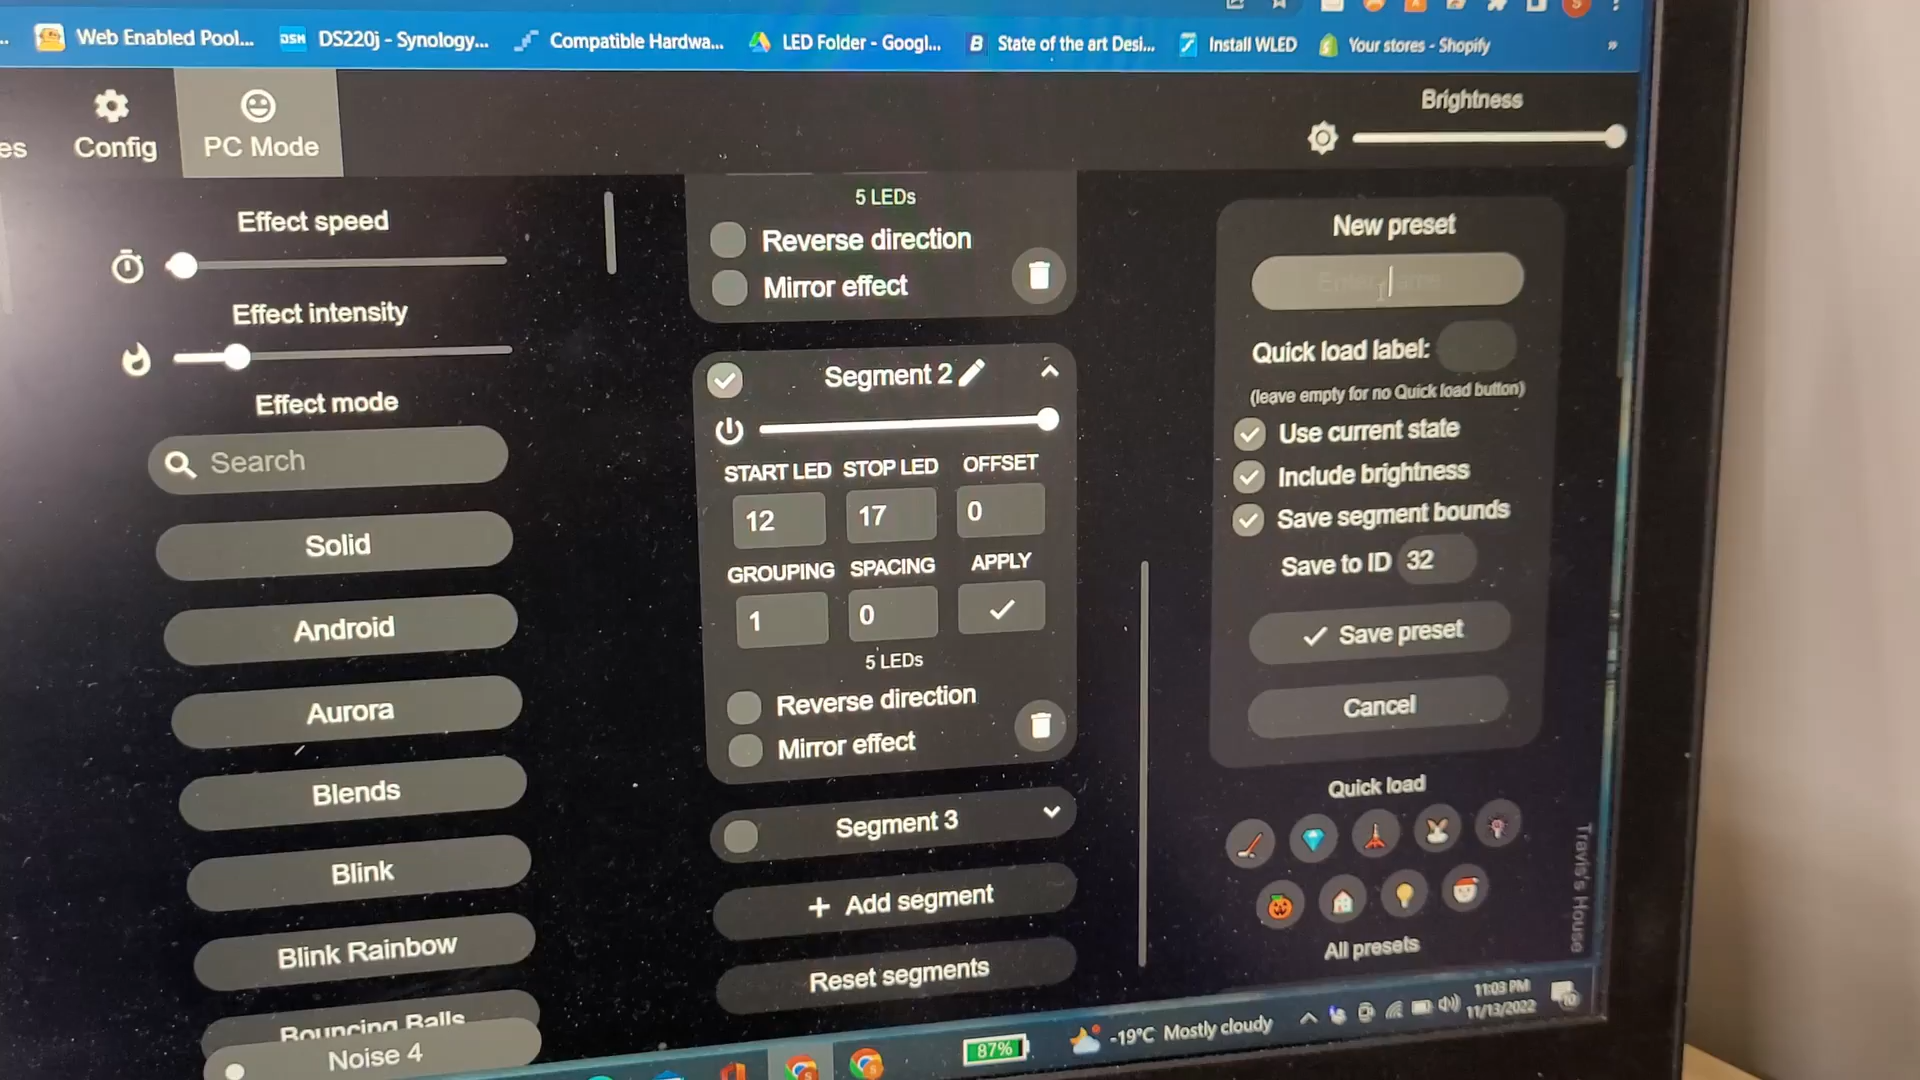 Web Enabled Pool...
DSM DS220j - Synology...
Compatible Hardwa...
LED Folder - Googl...
B State of the art Desi...
Install WLED
Your stores - Shopify
»
es
Config
PC Mode
Brightness
Effect speed
Effect intensity
Effect mode
Search
Solid
Android
Aurora
Blends
Blink
Blink Rainbow
Bouncing Balls
Noise 4
5 LEDs
Reverse direction
Mirror effect
Segment 2
START LED STOP LED OFFSET
12 17 0
GROUPING SPACING APPLY
1 0
5 LEDs
Reverse direction
Mirror effect
Segment 3
+ Add segment
Reset segments
New preset
Enter name
Quick load label:
(leave empty for no Quick load button)
Use current state
Include brightness
Save segment bounds
Save to ID 32
Save preset
Cancel
Quick load
All presets
Travis's House
87%
-19°C Mostly cloudy
11:03 PM
11/13/2022
10